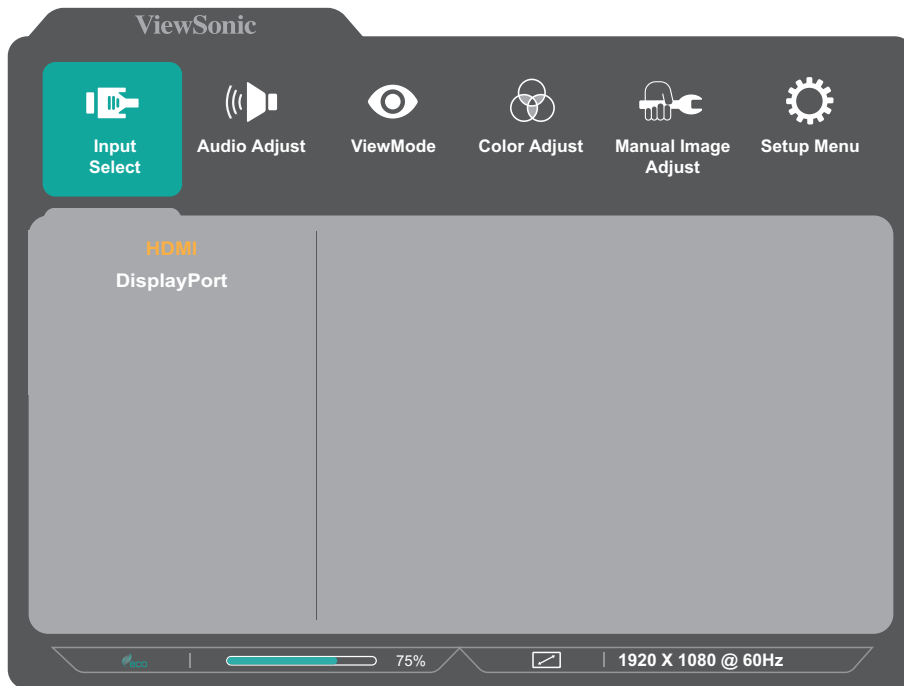 ViewSonic
Input
Select
Audio Adjust
ViewMode
Color Adjust
Manual Image
Adjust
Setup Menu
HDMI
DisplayPort
eco
75%
1920 X 1080 @ 60Hz